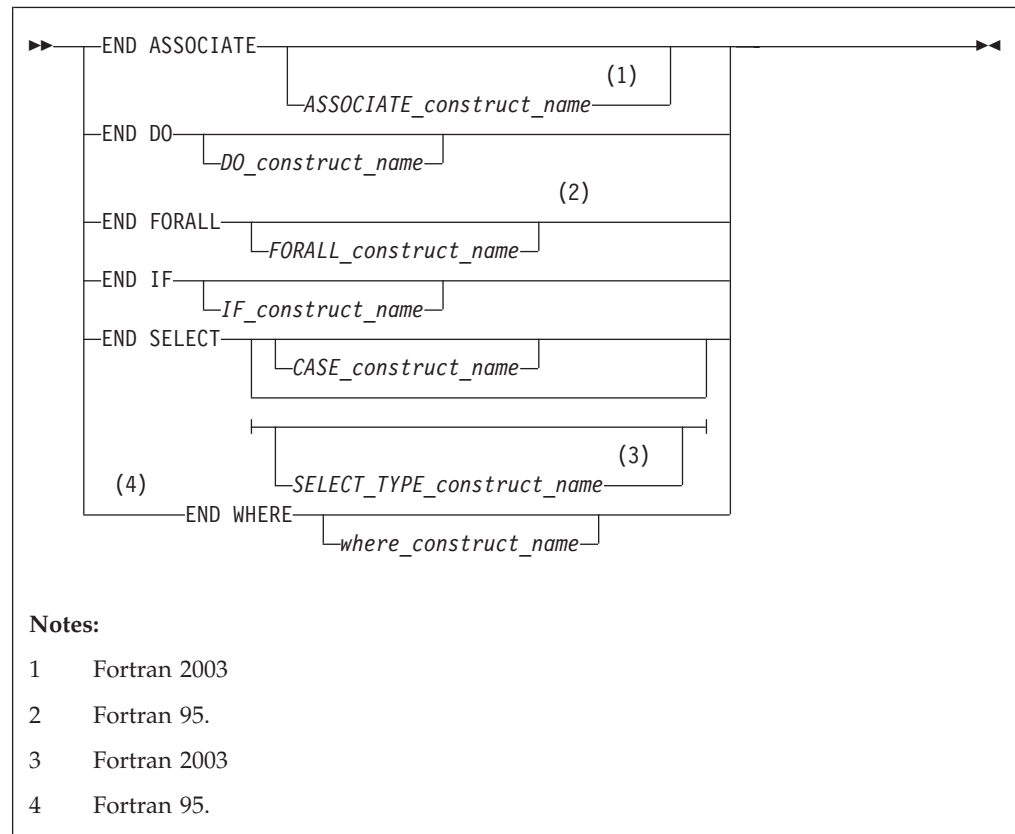 END ASSOCIATE
(1)
ASSOCIATE_construct_name
END DO
DO_construct_name
(2)
END FORALL
FORALL_construct_name
END IF
IF_construct_name
END SELECT
CASE_construct_name
(3)
SELECT_TYPE_construct_name
(4)
END WHERE
where_construct_name
Notes:
1 Fortran 2003
2 Fortran 95.
3 Fortran 2003
4 Fortran 95.